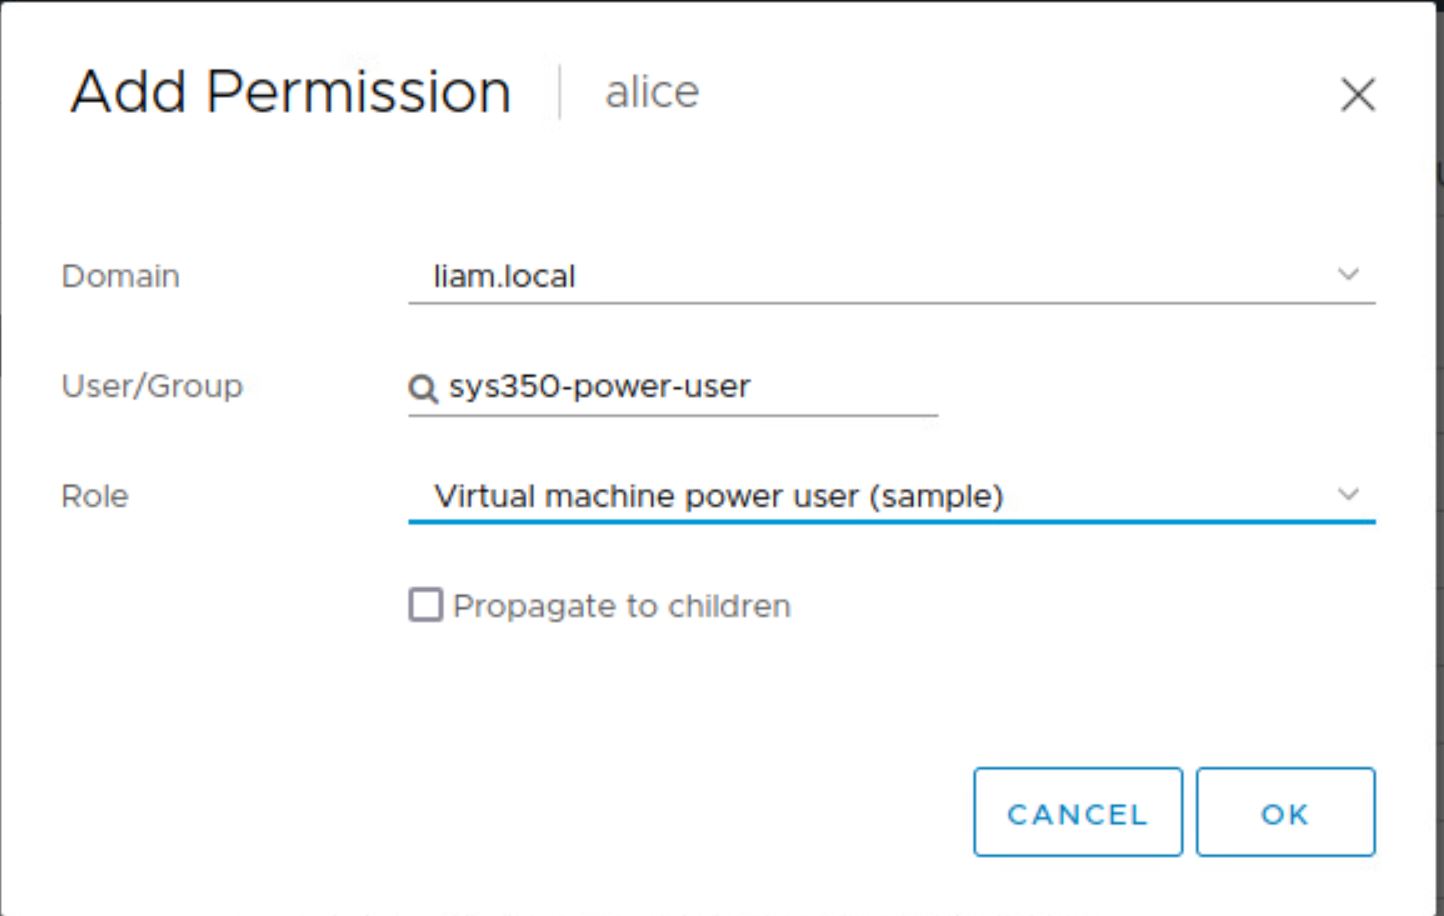 Add Permission | alice
Domain liam.local
User/Group sys350-power-user
Role Virtual machine power user (sample)
Propagate to children
CANCEL OK